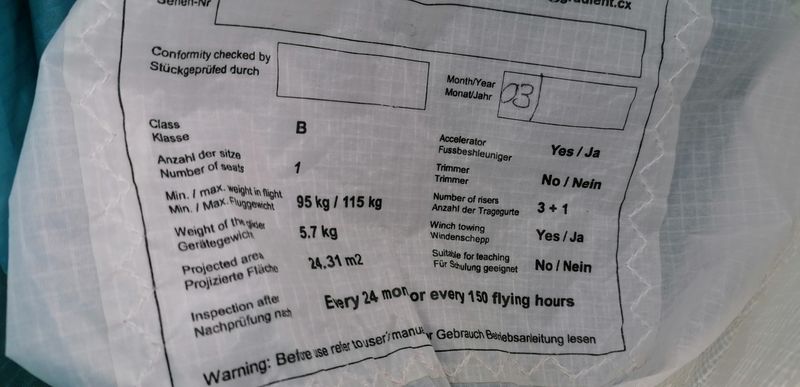 Serien-Nr
gradient.cx
Conformity checked by
Stückgeprüfed durch
Month/Year
Monat/Jahr
03
Class
Klasse
B
Accelerator
Fussbeshleuniger
Yes / Ja
Anzahl der sitze
Number of seats
1
Trimmer
Trimmer
No / Nein
Min. / max. weight in flight
Min. / Max. Fluggewicht
95 kg / 115 kg
Number of risers
Anzahl der Tragegurte
3 + 1
Weight of the glider
Gerätegewich
5.7 kg
Winch towing
Windenschepp
Yes / Ja
Projected area
Projizierte Fläche
24.31 m2
Suitable for teaching
Für Schulung geeignet
No / Nein
Inspection after
Nachprüfung nach
Every 24 mon or every 150 flying hours
Warning: Before use refer to user's manual r Gebrauch Betriebsanleitung lesen